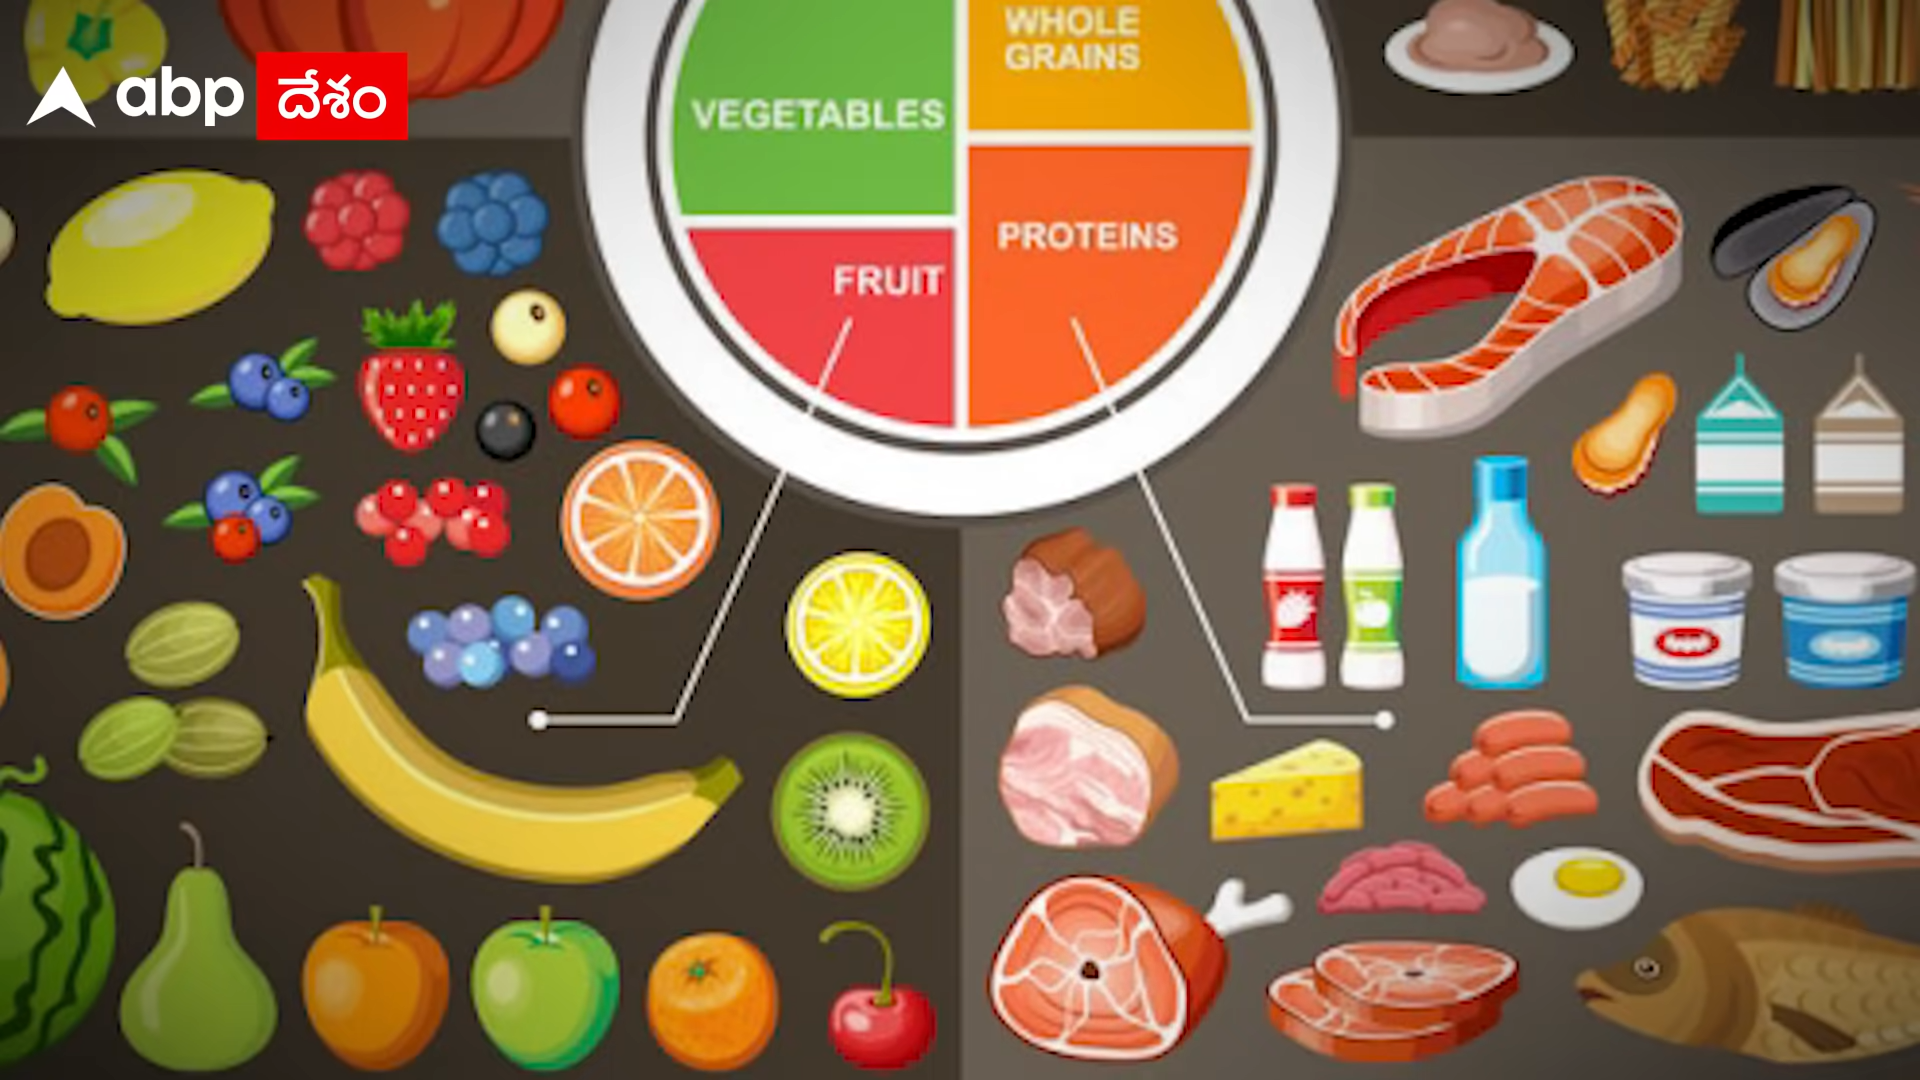 abp దేశం
WHOLE
GRAINS
VEGETABLES
PROTEINS
FRUIT